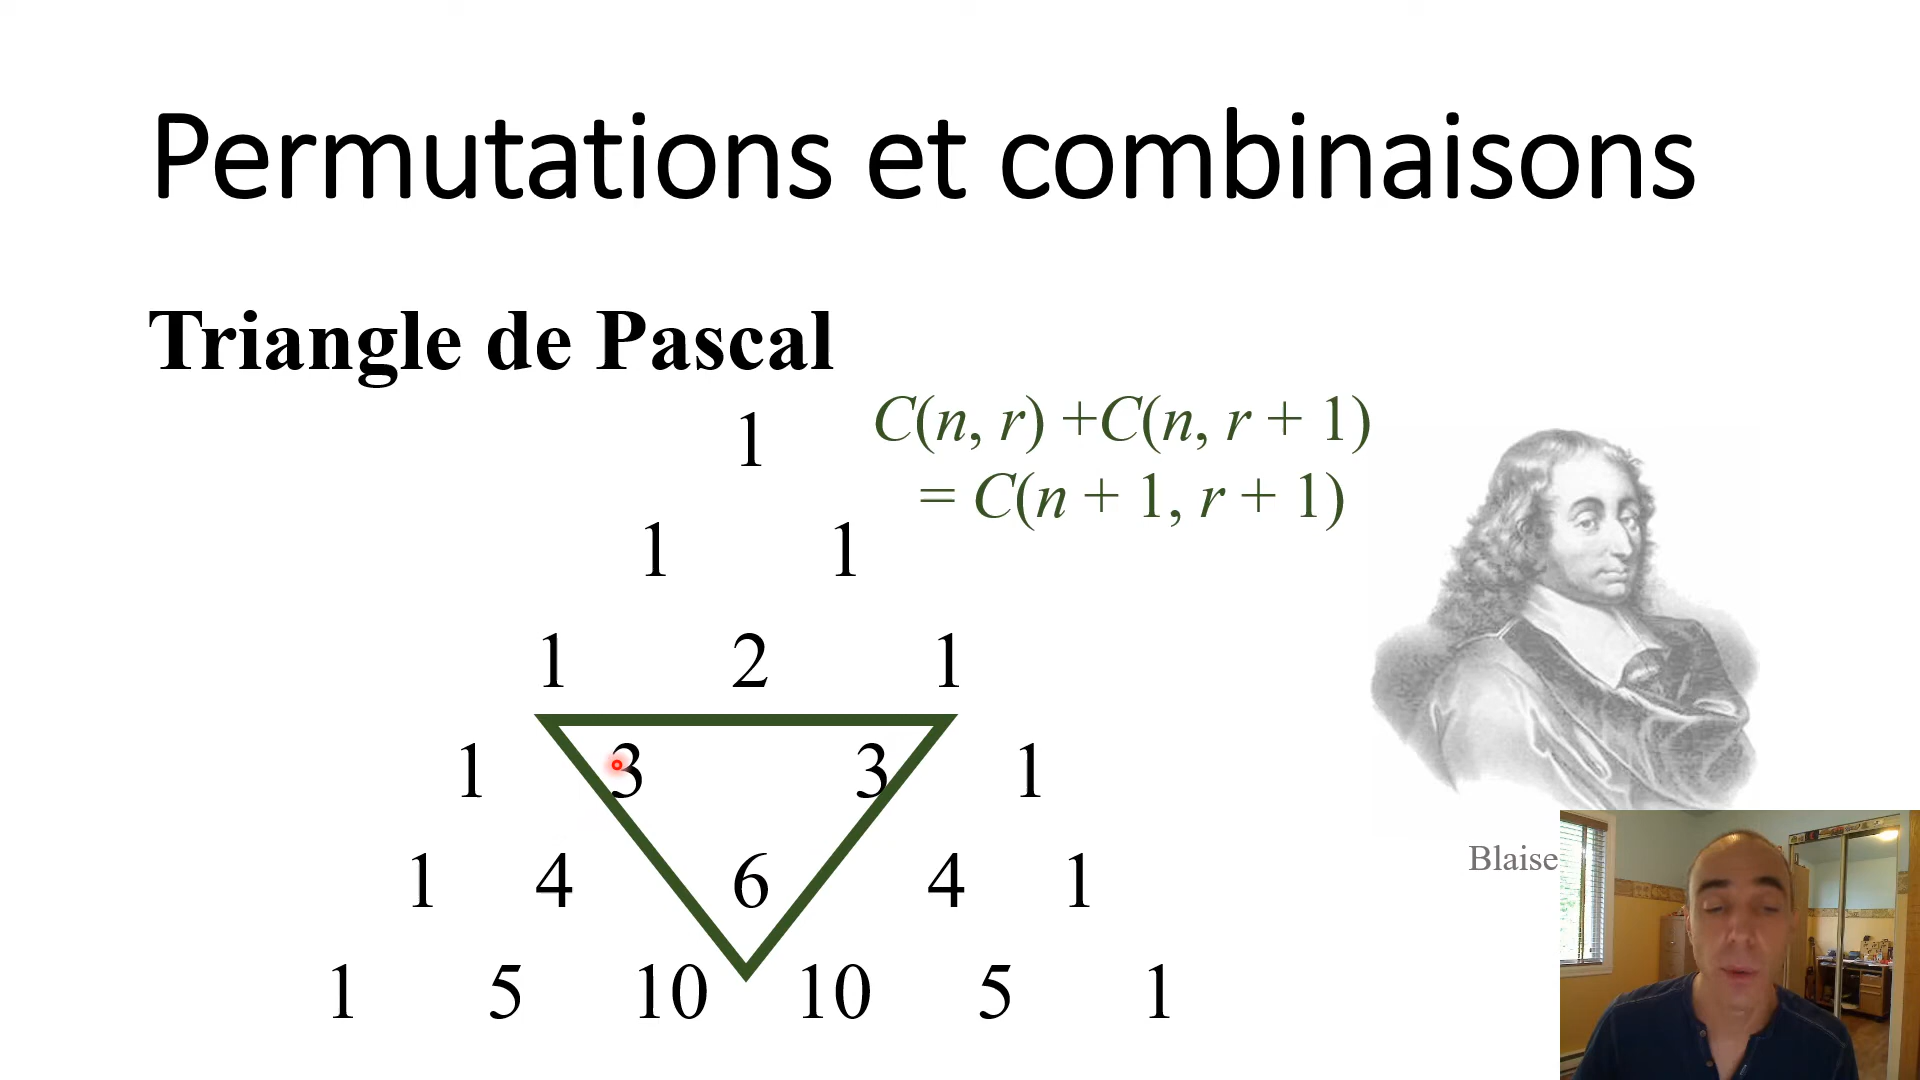 Permutations et combinaisons
Triangle de Pascal
C(n, r) +C(n, r + 1)
= C(n + 1, r + 1)
1
1 1
1 2 1
1 3 3 1
1 4 6 4 1
1 5 10 10 5 1
Blaise